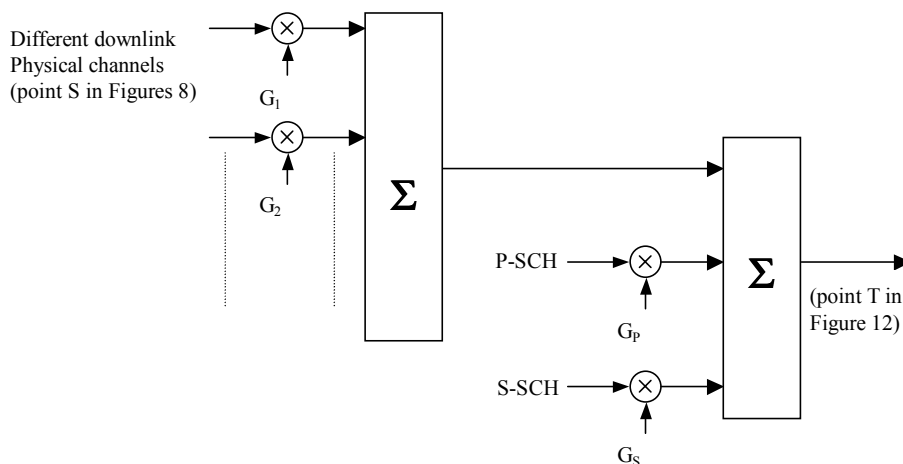 Different downlink
Physical channels
(point S in Figures 8)
G1
G2
Σ
P-SCH
GP
S-SCH
GS
Σ
(point T in
Figure 12)